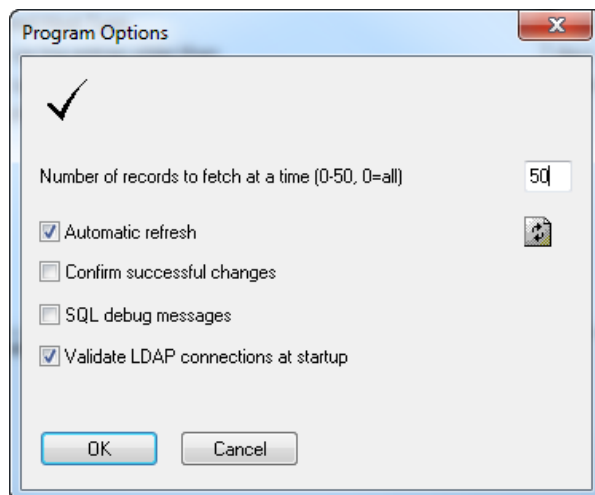 Program Options
Number of records to fetch at a time (0-50, 0=all) 50
Automatic refresh
Confirm successful changes
SQL debug messages
Validate LDAP connections at startup
OK Cancel